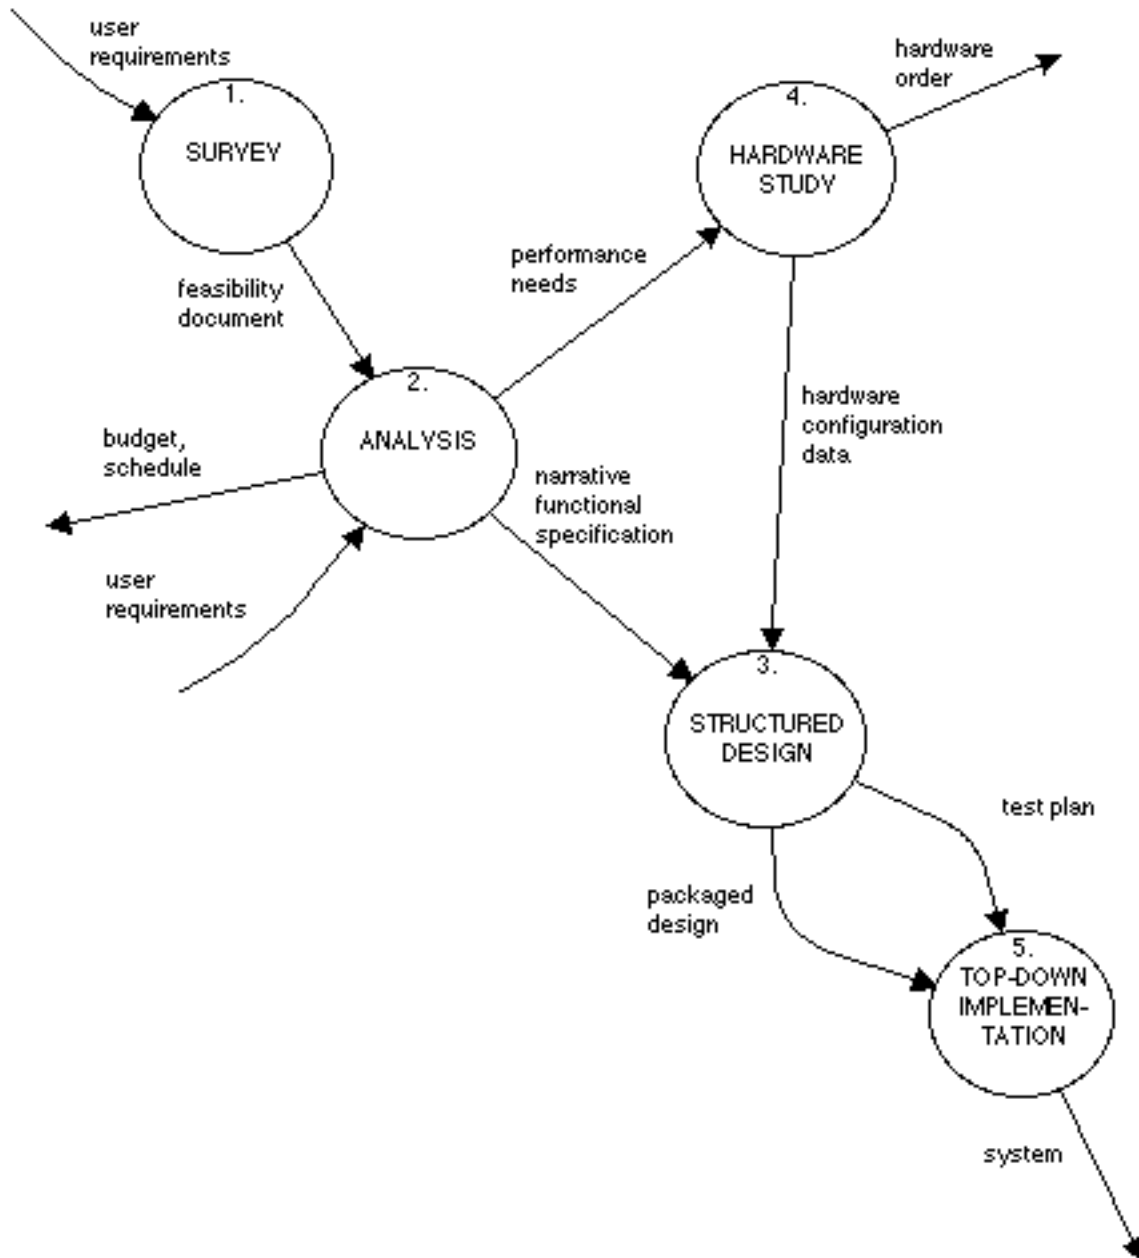 user
requirements
1.
SURVEY
hardware
order
4.
HARDWARE
STUDY
performance
needs
feasibility
document
2.
ANALYSIS
hardware
configuration
data
budget,
schedule
narrative
functional
specification
user
requirements
3.
STRUCTURED
DESIGN
test plan
packaged
design
5.
TOP-DOWN
IMPLEMEN-
TATION
system